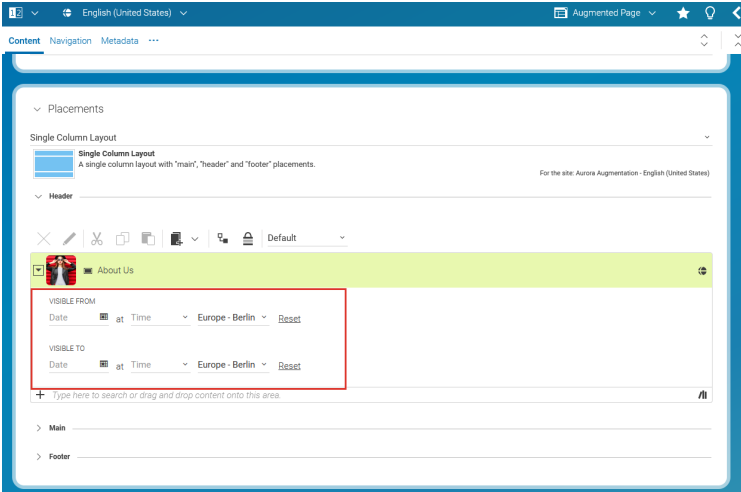 English (United States)
Augmented Page
Content Navigation Metadata ...
Placements
Single Column Layout
Single Column Layout
A single column layout with "main", "header" and "footer" placements.
For the site: Aurora Augmentation - English (United States)
Header
Default
About Us
VISIBLE FROM
Date at Time Europe - Berlin Reset
VISIBLE TO
Date at Time Europe - Berlin Reset
Type here to search or drag and drop content onto this area.
Main
Footer